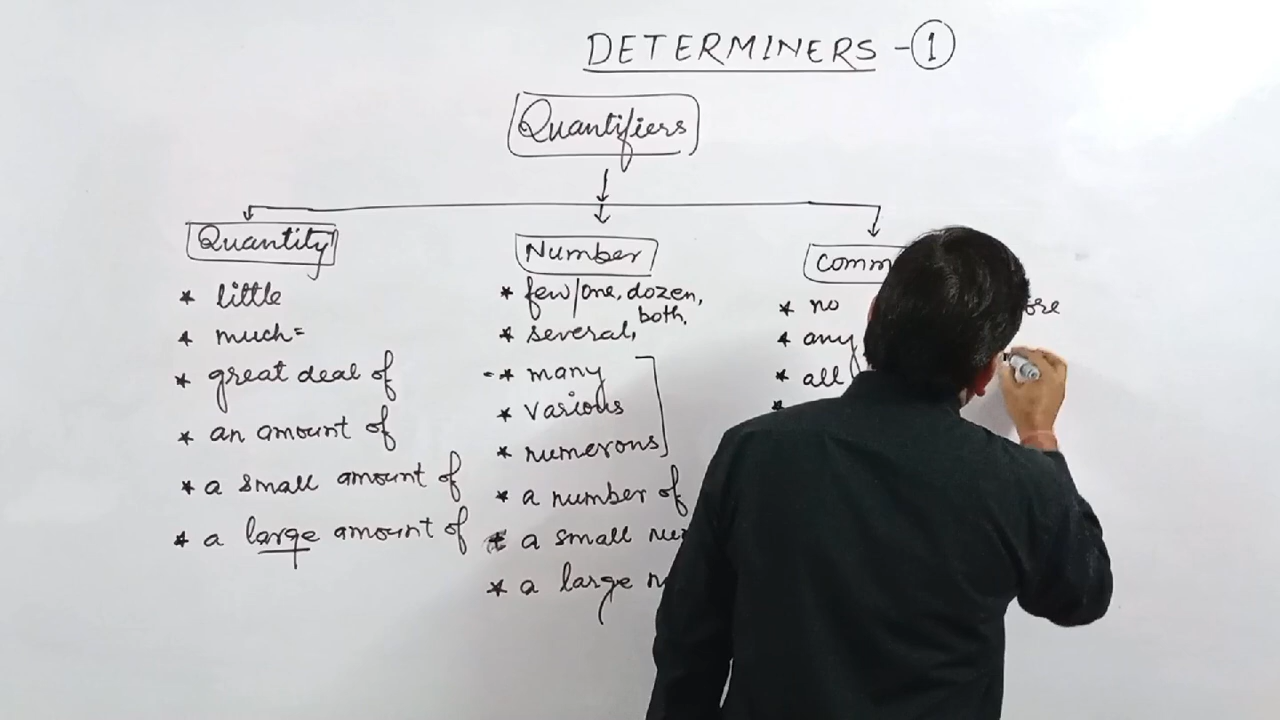 DETERMINERS - 1
Quantifiers
Quantity
* little
* much =
* great deal of
* an amount of
* a small amount of
* a large amount of
Number
* few/one, dozen,
both.
* several,
* many
* various
* numerous
* a number of
* a small
* a large
* no
* any
* all